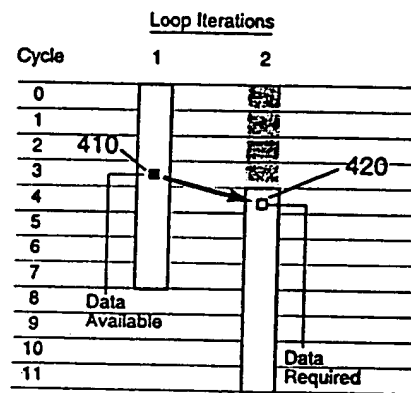 Loop Iterations
Cycle 1 2
0
1
2
410
3
420
4
5
6
7
8
Data
Available
9
10
Data
Required
11